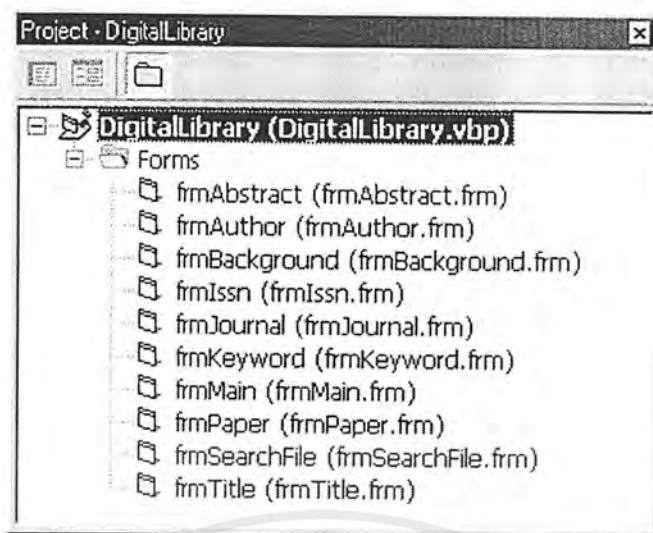 Project - DigitalLibrary
DigitalLibrary (DigitalLibrary.vbp)
Forms
frmAbstract (frmAbstract.frm)
frmAuthor (frmAuthor.frm)
frmBackground (frmBackground.frm)
frmIssn (frmIssn.frm)
frmJournal (frmJournal.frm)
frmKeyword (frmKeyword.frm)
frmMain (frmMain.frm)
frmPaper (frmPaper.frm)
frmSearchFile (frmSearchFile.frm)
frmTitle (frmTitle.frm)